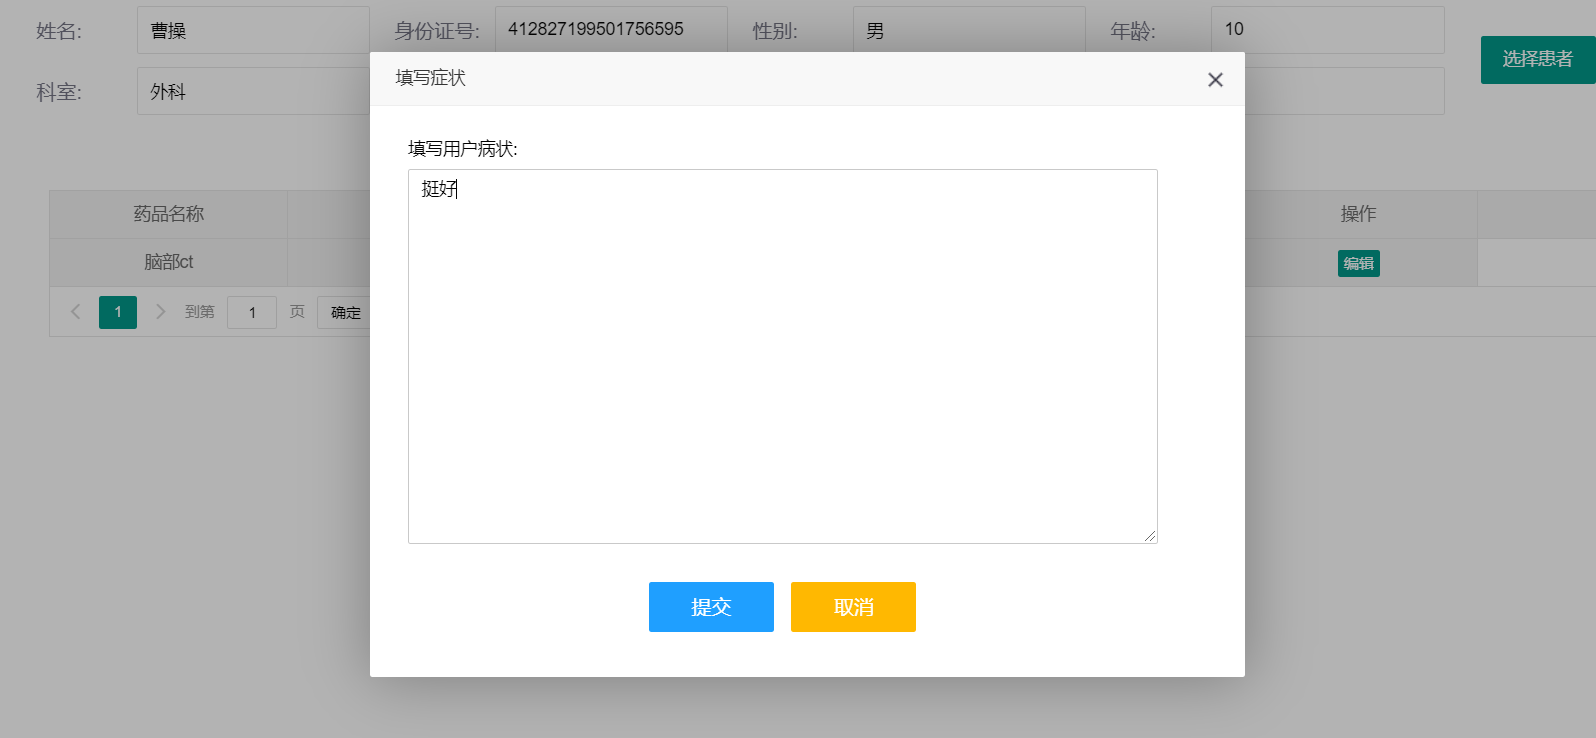 姓名: 曹操 身份证号: 412827199501756595 性别: 男 年龄: 10
选择患者
科室: 外科
填写症状
填写用户病状:
挺好
药品名称 操作
脑部ct 编辑
1 到第 1 页 确定
提交 取消